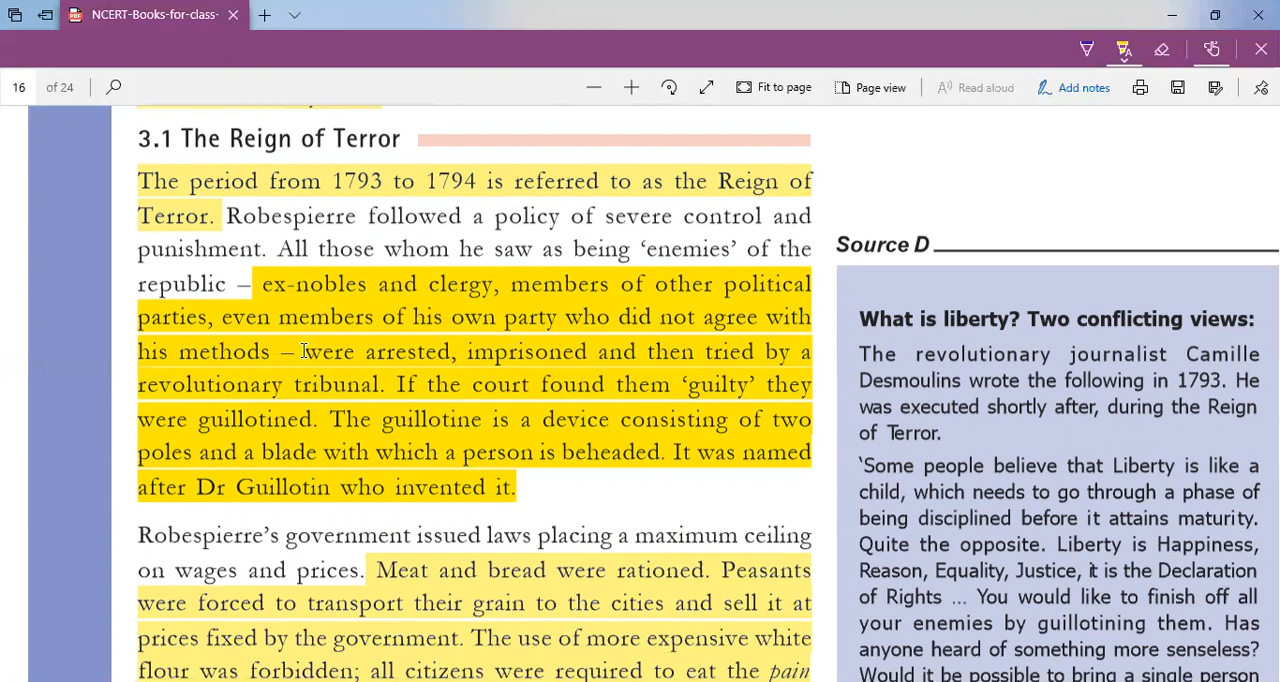 NCERT-Books-for-class-
16 of 24
Fit to page
Page view
Read aloud
Add notes
3.1 The Reign of Terror
The period from 1793 to 1794 is referred to as the Reign of
Terror. Robespierre followed a policy of severe control and
punishment. All those whom he saw as being ‘enemies’ of the
republic – ex-nobles and clergy, members of other political
parties, even members of his own party who did not agree with
his methods – were arrested, imprisoned and then tried by a
revolutionary tribunal. If the court found them ‘guilty’ they
were guillotined. The guillotine is a device consisting of two
poles and a blade with which a person is beheaded. It was named
after Dr Guillotin who invented it.
Robespierre’s government issued laws placing a maximum ceiling
on wages and prices. Meat and bread were rationed. Peasants
were forced to transport their grain to the cities and sell it at
prices fixed by the government. The use of more expensive white
flour was forbidden; all citizens were required to eat the pain
Source D
What is liberty? Two conflicting views:
The revolutionary journalist Camille
Desmoulins wrote the following in 1793. He
was executed shortly after, during the Reign
of Terror.
‘Some people believe that Liberty is like a
child, which needs to go through a phase of
being disciplined before it attains maturity.
Quite the opposite. Liberty is Happiness,
Reason, Equality, Justice, it is the Declaration
of Rights … You would like to finish off all
your enemies by guillotining them. Has
anyone heard of something more senseless?
Would it be possible to bring a single person